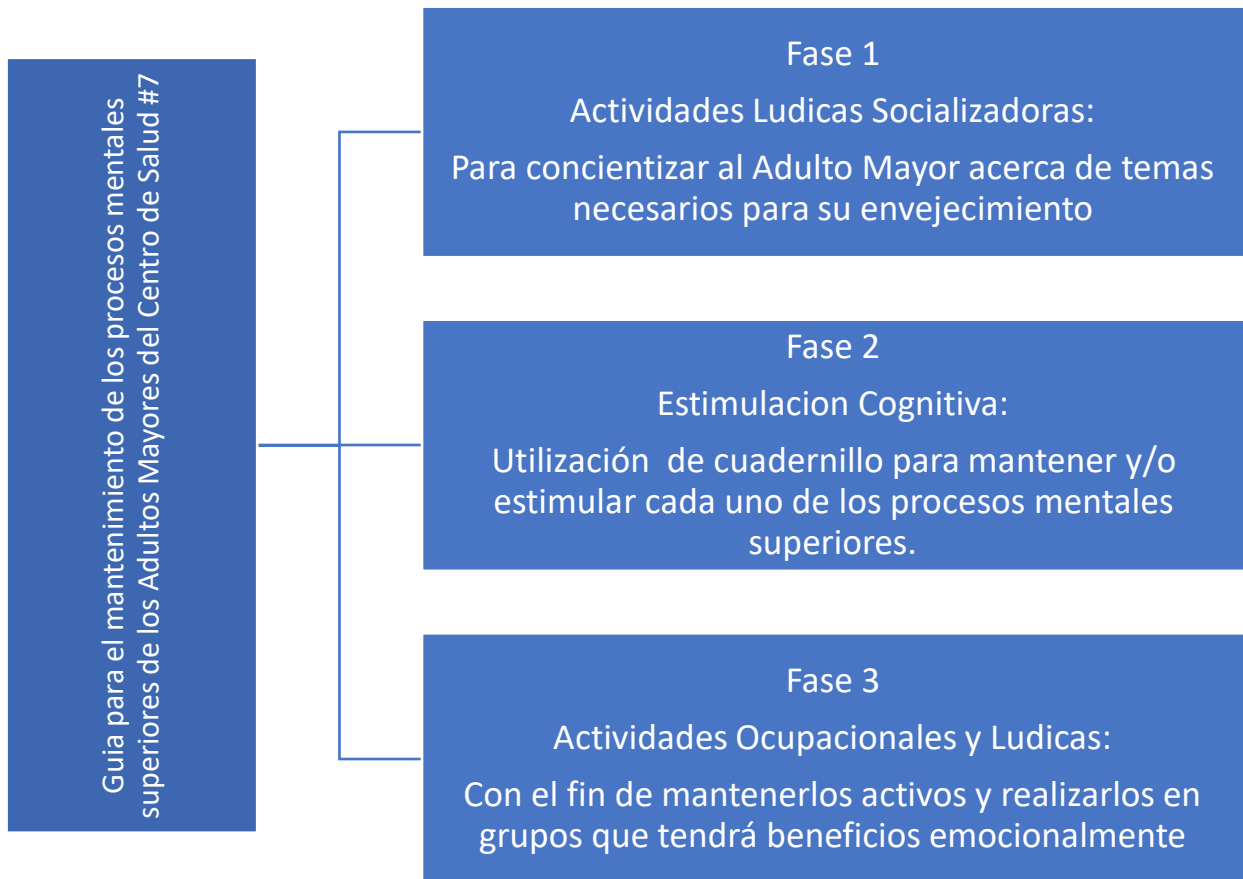 Guia para el mantenimiento de los procesos mentales
superiores de los Adultos Mayores del Centro de Salud #7
Fase 1
Actividades Ludicas Socializadoras:
Para concientizar al Adulto Mayor acerca de temas
necesarios para su envejecimiento
Fase 2
Estimulacion Cognitiva:
Utilización  de cuadernillo para mantener y/o
estimular cada uno de los procesos mentales
superiores.
Fase 3
Actividades Ocupacionales y Ludicas:
Con el fin de mantenerlos activos y realizarlos en
grupos que tendrá beneficios emocionalmente